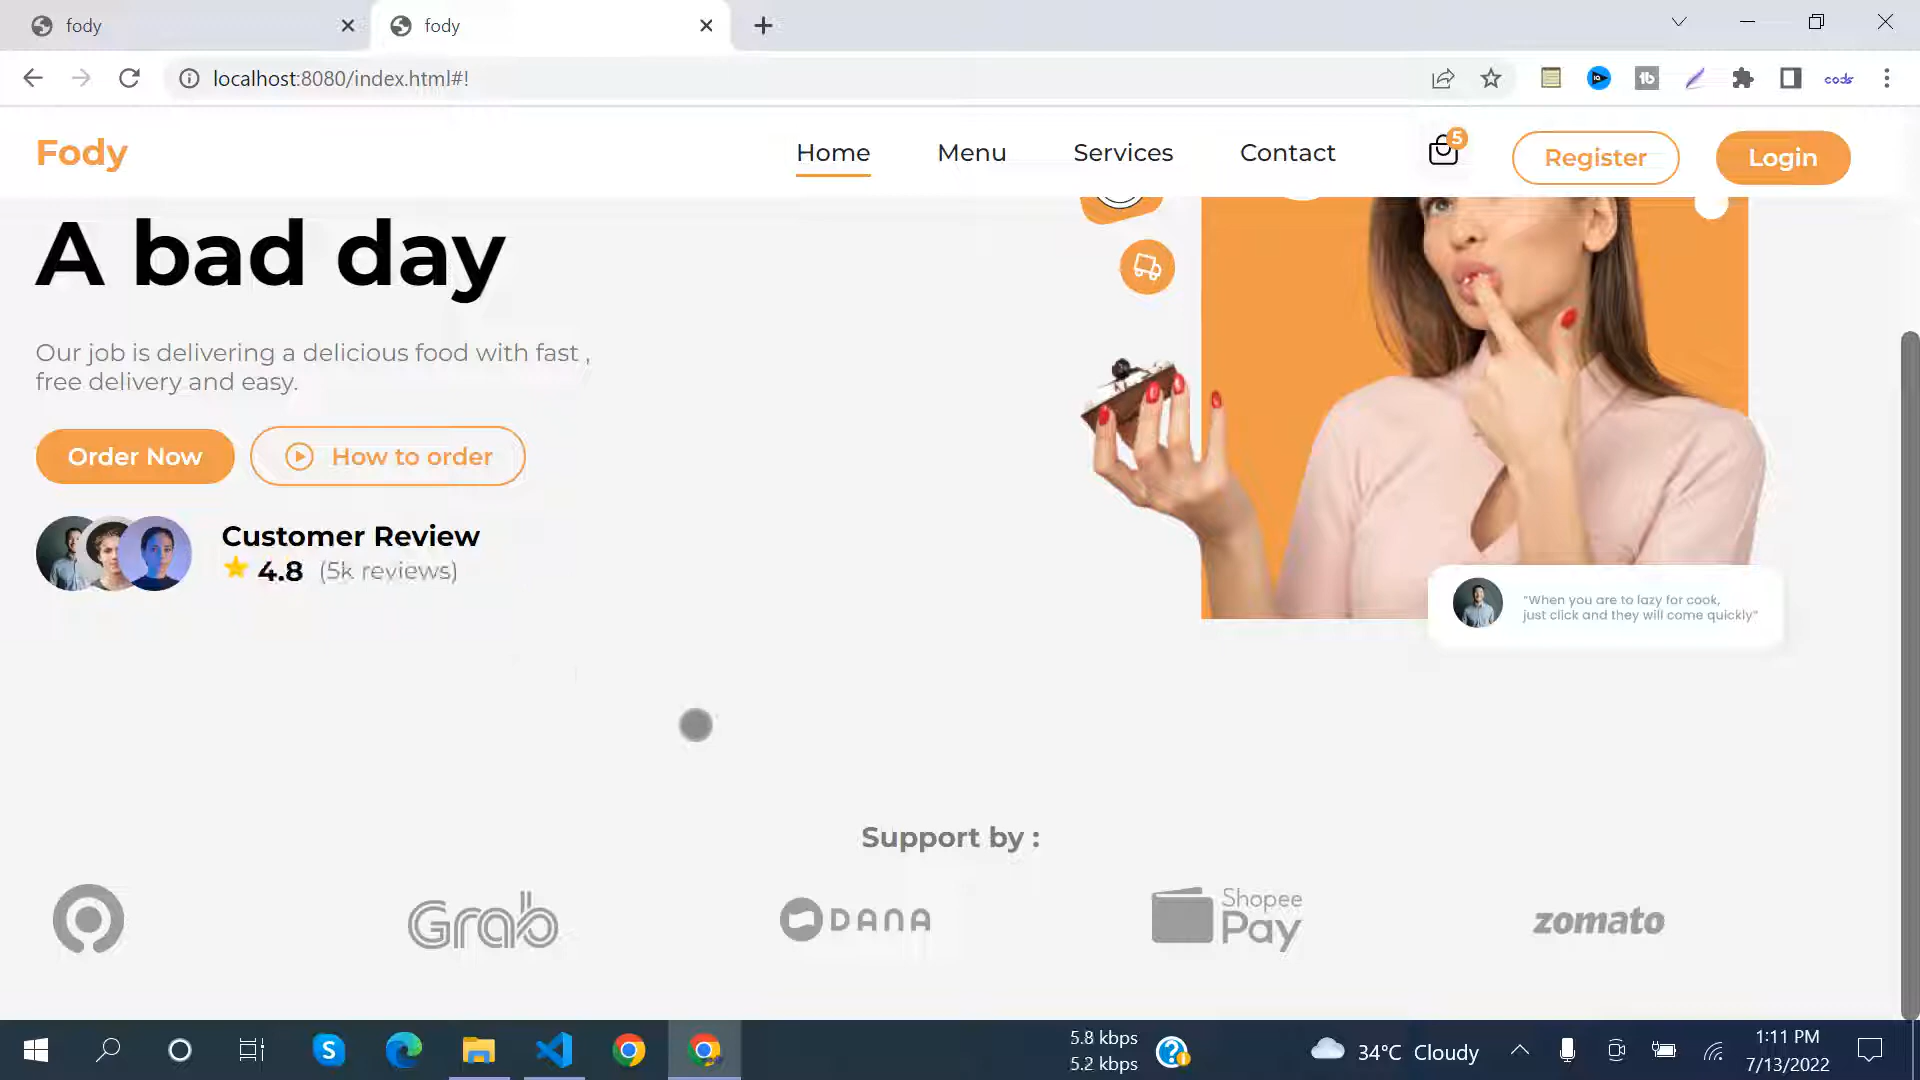 fody
fody
localhost:8080/index.html#!
tb
code
Fody
Home
Menu
Services
Contact
5
Register
Login
A bad day
Our job is delivering a delicious food with fast ,
free delivery and easy.
Order Now
How to order
Customer Review
4.8 (5k reviews)
"When you are to lazy for cook,
just click and they will come quickly"
Support by :
Grab
DANA
Shopee
Pay
zomato
5.8 kbps
5.2 kbps
34°C Cloudy
1:11 PM
7/13/2022